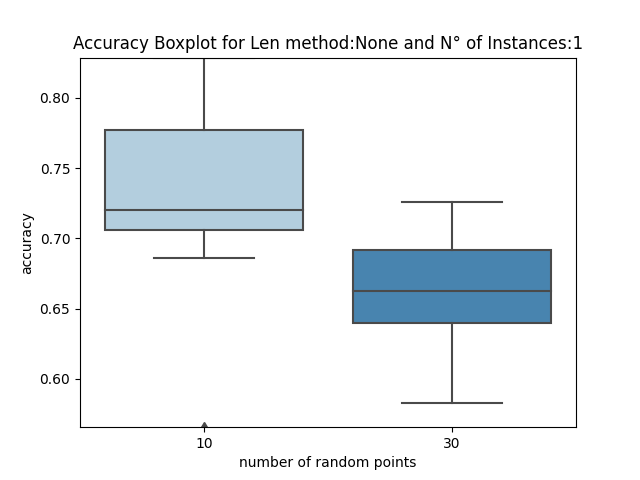 Accuracy Boxplot for Len method:None and N° of Instances:1
0.80
0.75
0.70
0.65
0.60
accuracy
10
30
number of random points